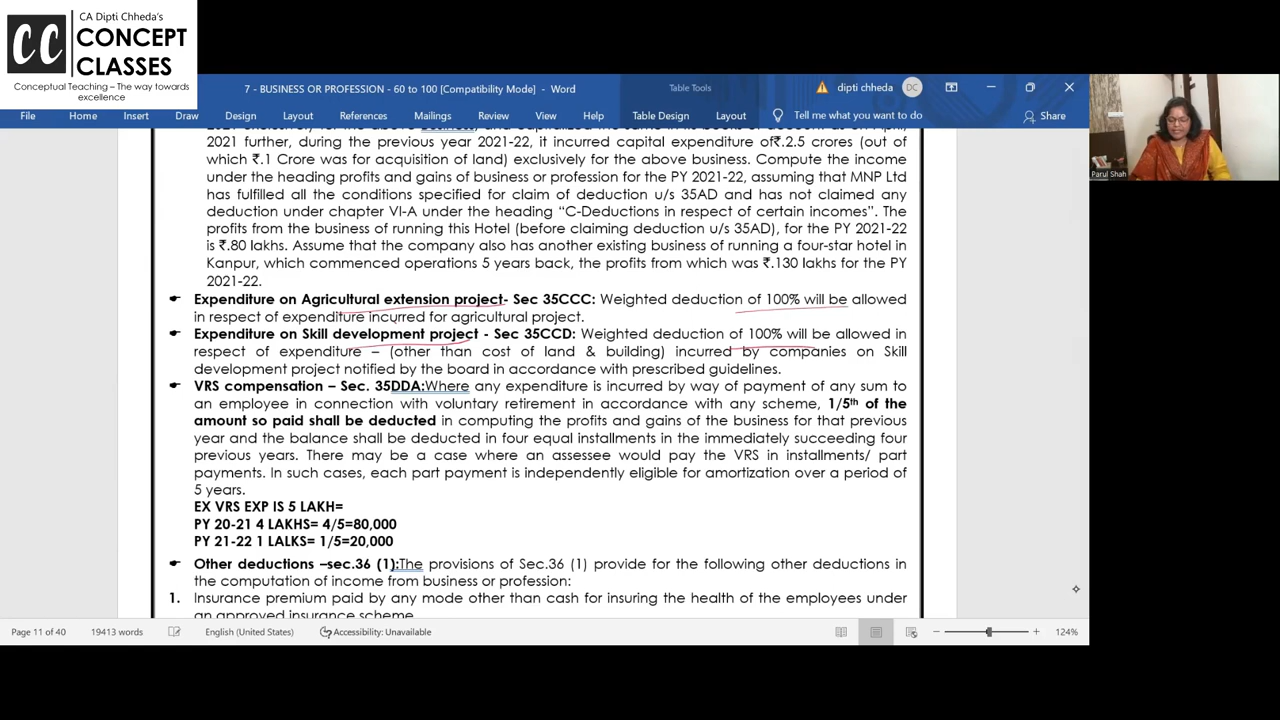 CA Dipti Chheda's
CC CONCEPT
CLASSES
Conceptual Teaching – The way towards
excellence
7 - BUSINESS OR PROFESSION - 60 to 100 [Compatibility Mode] - Word
Table Tools
dipti chheda
DC
File Home Insert Draw Design Layout References Mailings Review View Help Table Design Layout Tell me what you want to do Share
2021 further, during the previous year 2021-22, it incurred capital expenditure of₹.2.5 crores (out of
which ₹.1 Crore was for acquisition of land) exclusively for the above business. Compute the income
under the heading profits and gains of business or profession for the PY 2021-22, assuming that MNP Ltd
has fulfilled all the conditions specified for claim of deduction u/s 35AD and has not claimed any
deduction under chapter VI-A under the heading “C-Deductions in respect of certain incomes”. The
profits from the business of running this Hotel (before claiming deduction u/s 35AD), for the PY 2021-22
is ₹.80 lakhs. Assume that the company also has another existing business of running a four-star hotel in
Kanpur, which commenced operations 5 years back, the profits from which was ₹.130 lakhs for the PY
2021-22.
Expenditure on Agricultural extension project- Sec 35CCC: Weighted deduction of 100% will be allowed
in respect of expenditure incurred for agricultural project.
Expenditure on Skill development project - Sec 35CCD: Weighted deduction of 100% will be allowed in
respect of expenditure – (other than cost of land & building) incurred by companies on Skill
development project notified by the board in accordance with prescribed guidelines.
VRS compensation – Sec. 35DDA:Where any expenditure is incurred by way of payment of any sum to
an employee in connection with voluntary retirement in accordance with any scheme, 1/5th of the
amount so paid shall be deducted in computing the profits and gains of the business for that previous
year and the balance shall be deducted in four equal installments in the immediately succeeding four
previous years. There may be a case where an assessee would pay the VRS in installments/ part
payments. In such cases, each part payment is independently eligible for amortization over a period of
5 years.
EX VRS EXP IS 5 LAKH=
PY 20-21 4 LAKHS= 4/5=80,000
PY 21-22 1 LALKS= 1/5=20,000
Other deductions –sec.36 (1):The provisions of Sec.36 (1) provide for the following other deductions in
the computation of income from business or profession:
1. Insurance premium paid by any mode other than cash for insuring the health of the employees under
an approved insurance scheme.
Page 11 of 40 19413 words English (United States) Accessibility: Unavailable 124%
Parul Shah